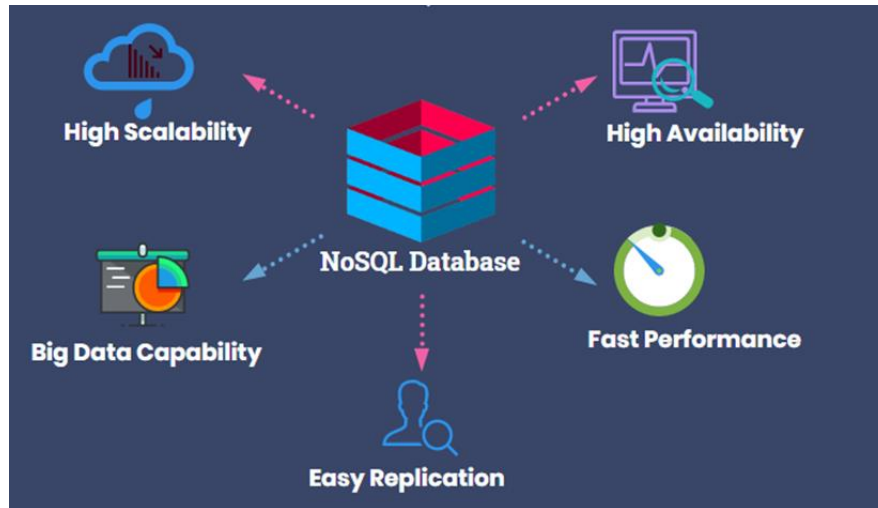 High Scalability
High Availability
NoSQL Database
Big Data Capability
Fast Performance
Easy Replication